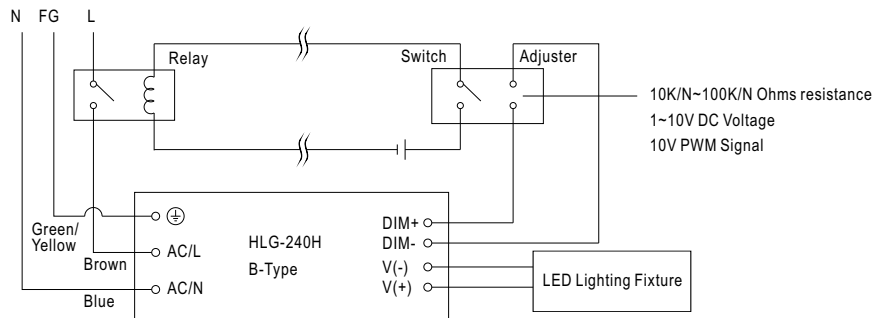 N FG L
Relay
Switch
Adjuster
10K/N~100K/N Ohms resistance
1~10V DC Voltage
10V PWM Signal
Green/
Yellow
Brown
Blue
AC/L
AC/N
HLG-240H
B-Type
DIM+
DIM-
V(-)
V(+)
LED Lighting Fixture